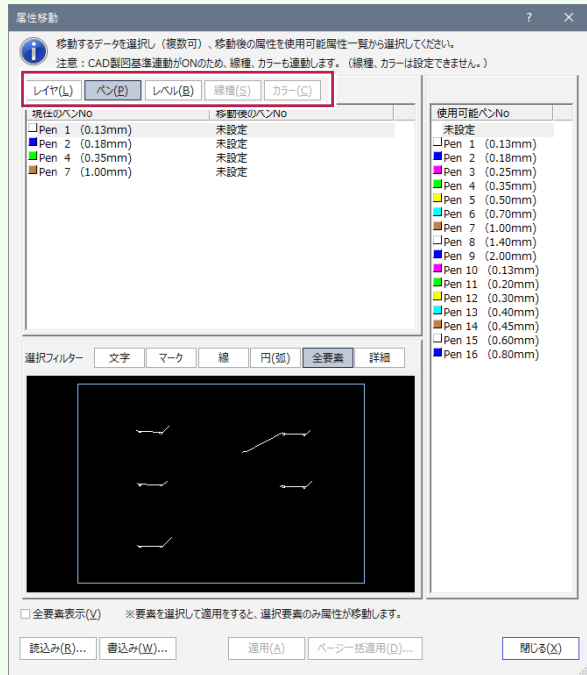 属性移動 ? ×
移動するデータを選択し（複数可）、移動後の属性を使用可能属性一覧から選択してください。
注意：CAD製図基準連動がONのため、線種、カラーも連動します。（線種、カラーは設定できません。）
レイヤ(L) ペン(P) レベル(B) 線種(S) カラー(C)
現在のペンNo 移動後のペンNo
Pen 1 (0.13mm) 未設定
Pen 2 (0.18mm) 未設定
Pen 4 (0.35mm) 未設定
Pen 7 (1.00mm) 未設定
使用可能ペンNo
未設定
Pen 1 (0.13mm)
Pen 2 (0.18mm)
Pen 3 (0.25mm)
Pen 4 (0.35mm)
Pen 5 (0.50mm)
Pen 6 (0.70mm)
Pen 7 (1.00mm)
Pen 8 (1.40mm)
Pen 9 (2.00mm)
Pen 10 (0.13mm)
Pen 11 (0.20mm)
Pen 12 (0.30mm)
Pen 13 (0.40mm)
Pen 14 (0.45mm)
Pen 15 (0.60mm)
Pen 16 (0.80mm)
選択フィルター 文字 マーク 線 円(弧) 全要素 詳細
全要素表示(V) ※要素を選択して適用をすると、選択要素のみ属性が移動します。
読込み(R)... 書込み(W)... 適用(A) ページ一括適用(D)... 閉じる(X)